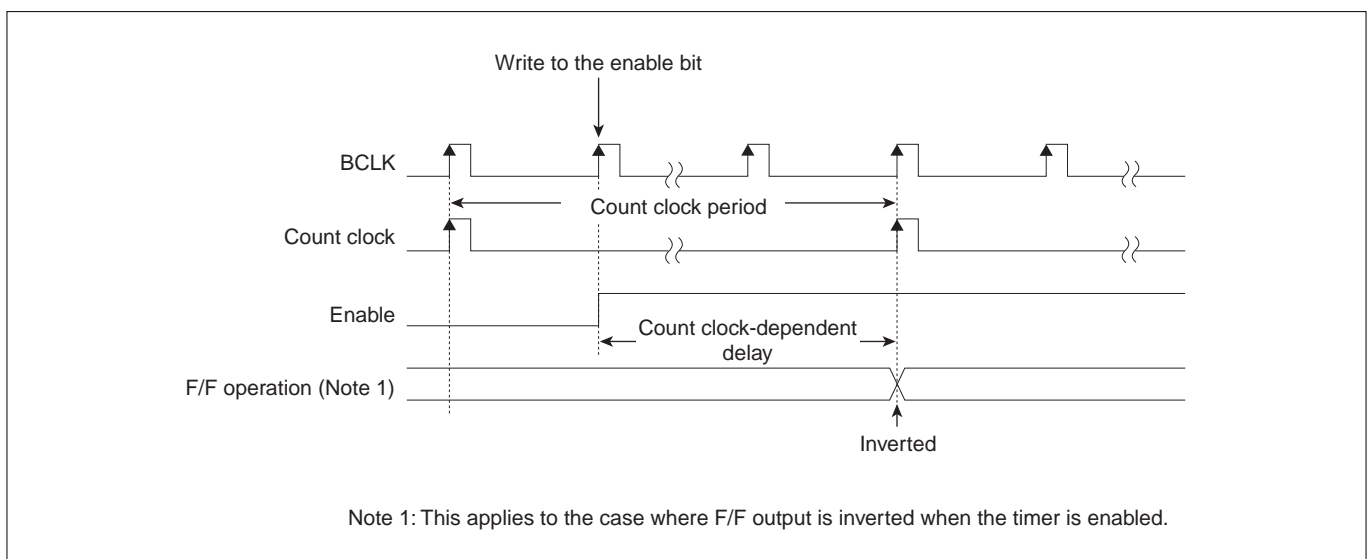 Write to the enable bit
BCLK
Count clock period
Count clock
Enable
Count clock-dependent
delay
F/F operation (Note 1)
Inverted
Note 1: This applies to the case where F/F output is inverted when the timer is enabled.